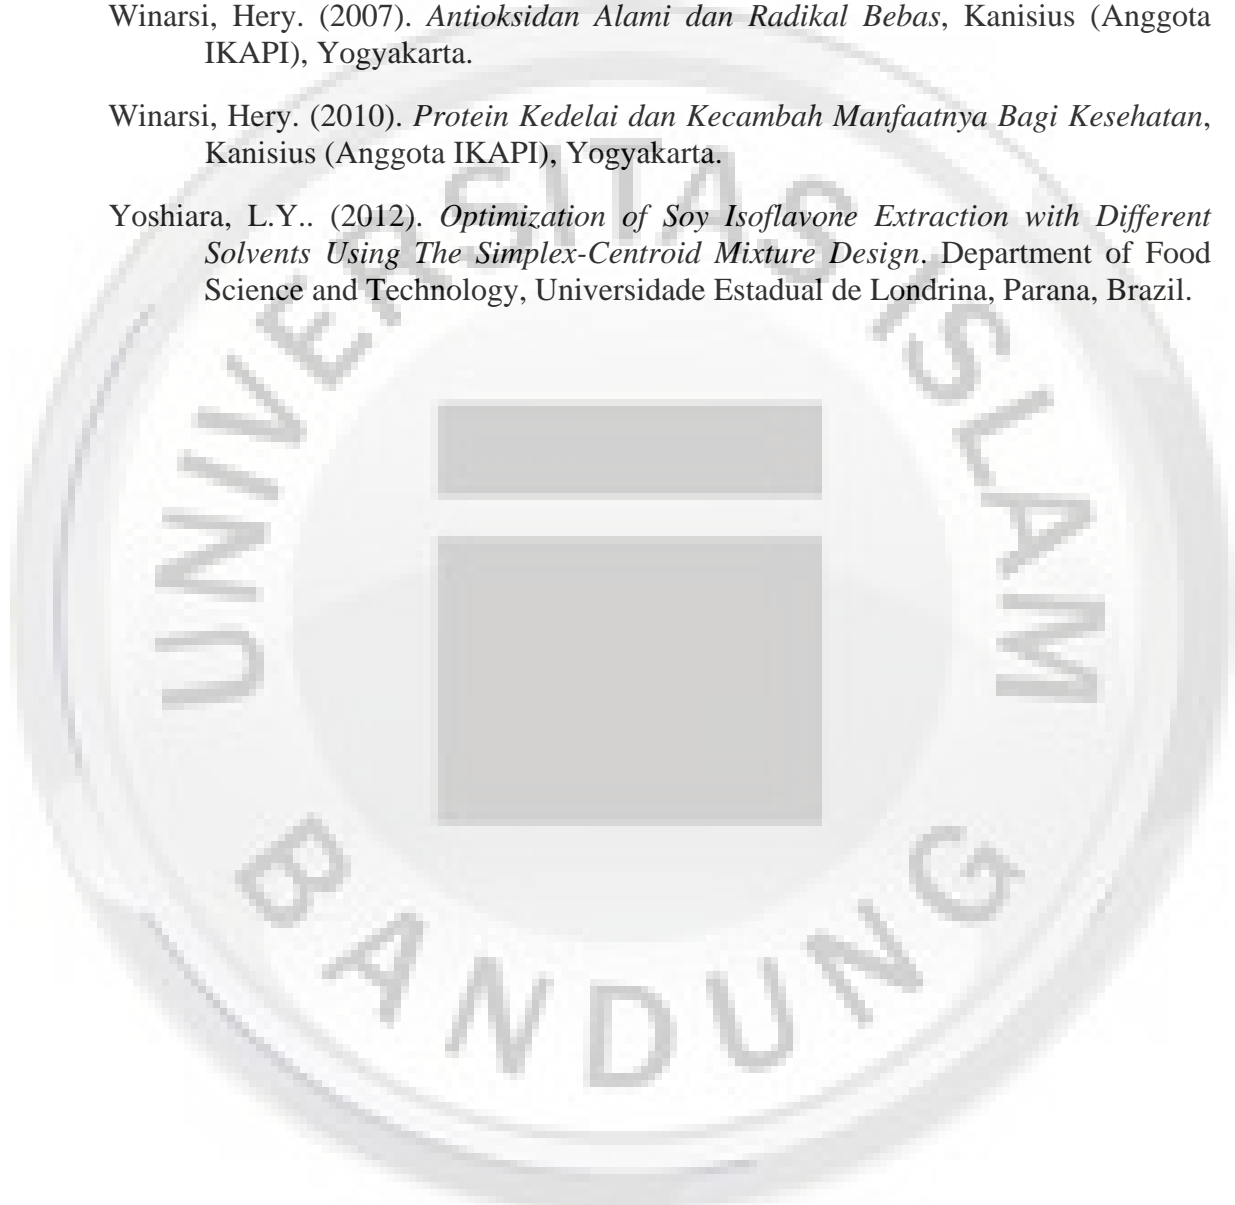 Winarsi, Hery. (2007). Antioksidan Alami dan Radikal Bebas, Kanisius (Anggota
IKAPI), Yogyakarta.
Winarsi, Hery. (2010). Protein Kedelai dan Kecambah Manfaatnya Bagi Kesehatan,
Kanisius (Anggota IKAPI), Yogyakarta.
Yoshiara, L.Y.. (2012). Optimization of Soy Isoflavone Extraction with Different
Solvents Using The Simplex-Centroid Mixture Design. Department of Food
Science and Technology, Universidade Estadual de Londrina, Parana, Brazil.
UNIVERSITAS ISLAM
BANDUNG